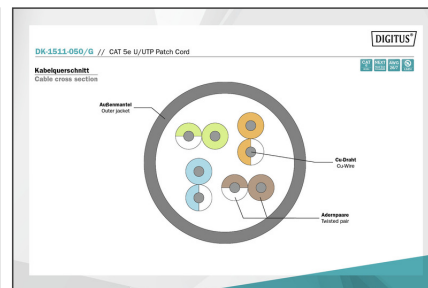 DIGITUS®
DK-1511-050/G // CAT 5e U/UTP Patch Cord
Kabelquerschnitt
Cable cross section
Außenmantel
Outer jacket
Cu-Draht
Cu-Wire
Adernpaare
Twisted pair